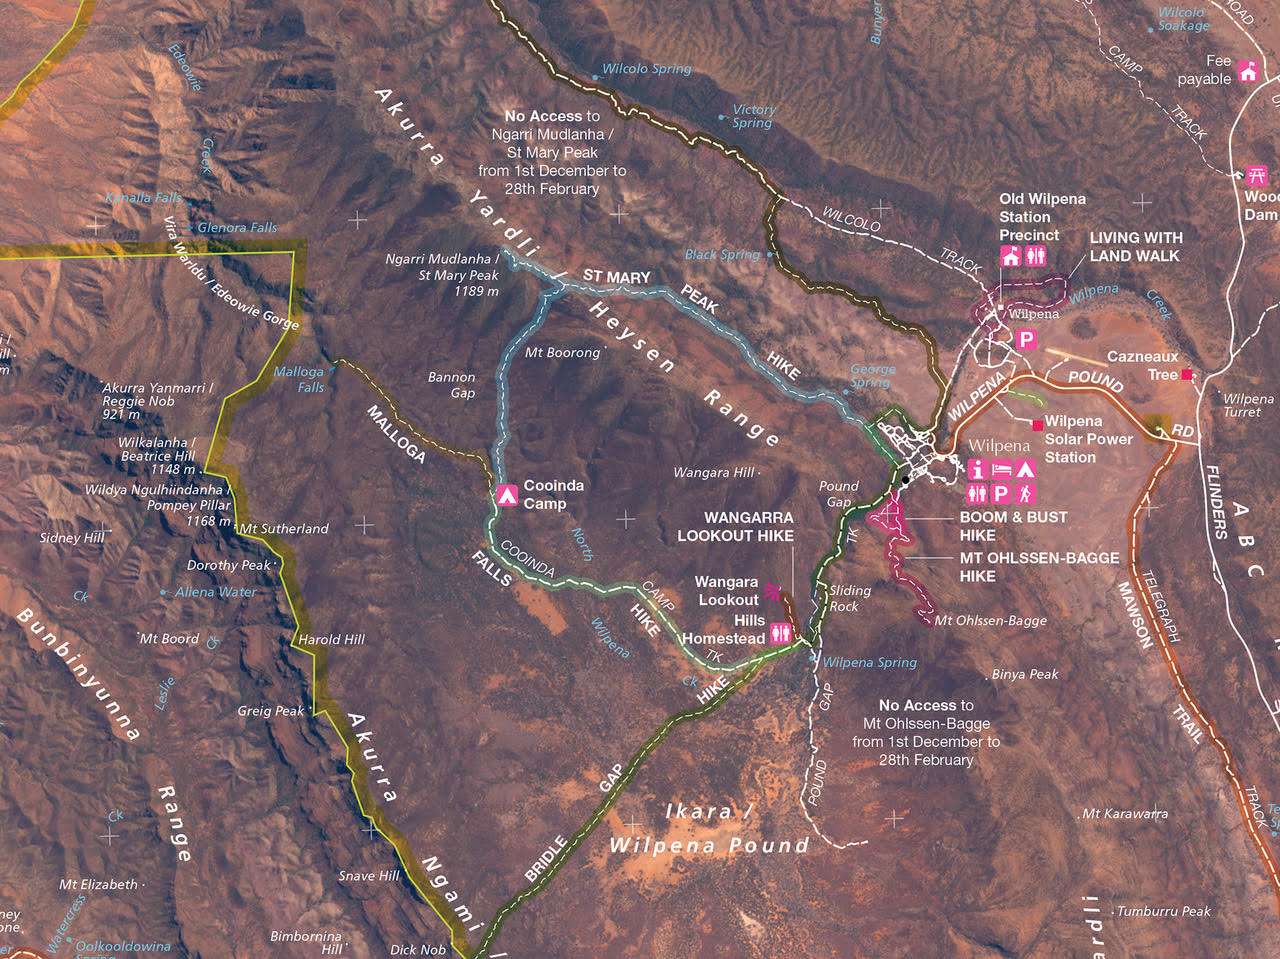 Wilcolo
Soakage
ROAD
Bunyer
CAMP
TRACK
Fee
payable
Edeowie
Creek
Wilcolo Spring
Victory
Spring
No Access to
Ngarri Mudlanha /
St Mary Peak
from 1st December to
28th February
Akurra Yardli /
Heysen Range
Kanalla Falls
Glenora Falls
Vira Warldu / Edeowie Gorge
Old Wilpena
Station
Precinct
LIVING WITH
LAND WALK
Dam
WILCOLO
TRACK
Black Spring
Ngarri Mudlanha /
St Mary Peak
1189 m
ST MARY
PEAK
HIKE
Wilpena
Creek
Wilpena
P
Mt Boorong
Malloga
Falls
Bannon
Gap
George
Spring
Cazneaux
Tree
Wilpena
Turret
WILPENA
POUND
RD
Akurra Yanmarri /
Reggie Nob
921 m
MALLOGA
FALLS
HIKE
Wilkalanha /
Beatrice Hill
1148 m
Wilpena
Wilpena
Solar Power
Station
i
P
Wangara Hill
Pound
Gap
Cooinda
Camp
Wildya Ngulhiindanha /
Pompey Pillar
1168 m
Mt Sutherland
Sidney Hill
Dorothy Peak
WANGARRA
LOOKOUT HIKE
BOOM & BUST
HIKE
MT OHLSSEN-BAGGE
HIKE
FLINDERS
A B C
North
COOINDA
CAMP
TK
TK
Wangara
Lookout
Hills
Homestead
Sliding
Rock
Mt Ohlssen-Bagge
Ck
Aliena Water
TELEGRAPH
MAWSON
TRAIL
TRACK
Bunbinyunna
Range
Mt Boord
Ck
Harold Hill
Wilpena
Ck
Wilpena Spring
Binya Peak
Leslie
Greig Peak
BRIDLE
GAP
HIKE
POUND
GAP
No Access to
Mt Ohlssen-Bagge
from 1st December to
28th February
Akurra
Ngami
/
Ikara /
Wilpena Pound
Ck
Mt Karawarra
Snave Hill
Mt Elizabeth
Watercress
Oolkooldowina
Bimbornina
Hill
Dick Nob
Tumburru Peak